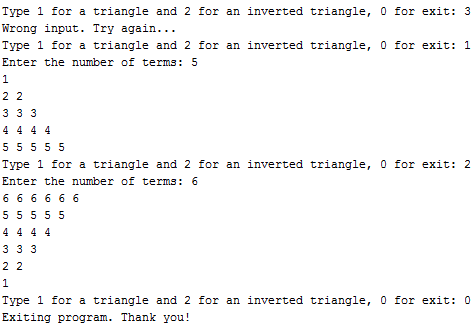 Type 1 for a triangle and 2 for an inverted triangle, 0 for exit: 3
Wrong input. Try again...
Type 1 for a triangle and 2 for an inverted triangle, 0 for exit: 1
Enter the number of terms: 5
1
2 2
3 3 3
4 4 4 4
5 5 5 5 5
Type 1 for a triangle and 2 for an inverted triangle, 0 for exit: 2
Enter the number of terms: 6
6 6 6 6 6 6
5 5 5 5 5
4 4 4 4
3 3 3
2 2
1
Type 1 for a triangle and 2 for an inverted triangle, 0 for exit: 0
Exiting program. Thank you!